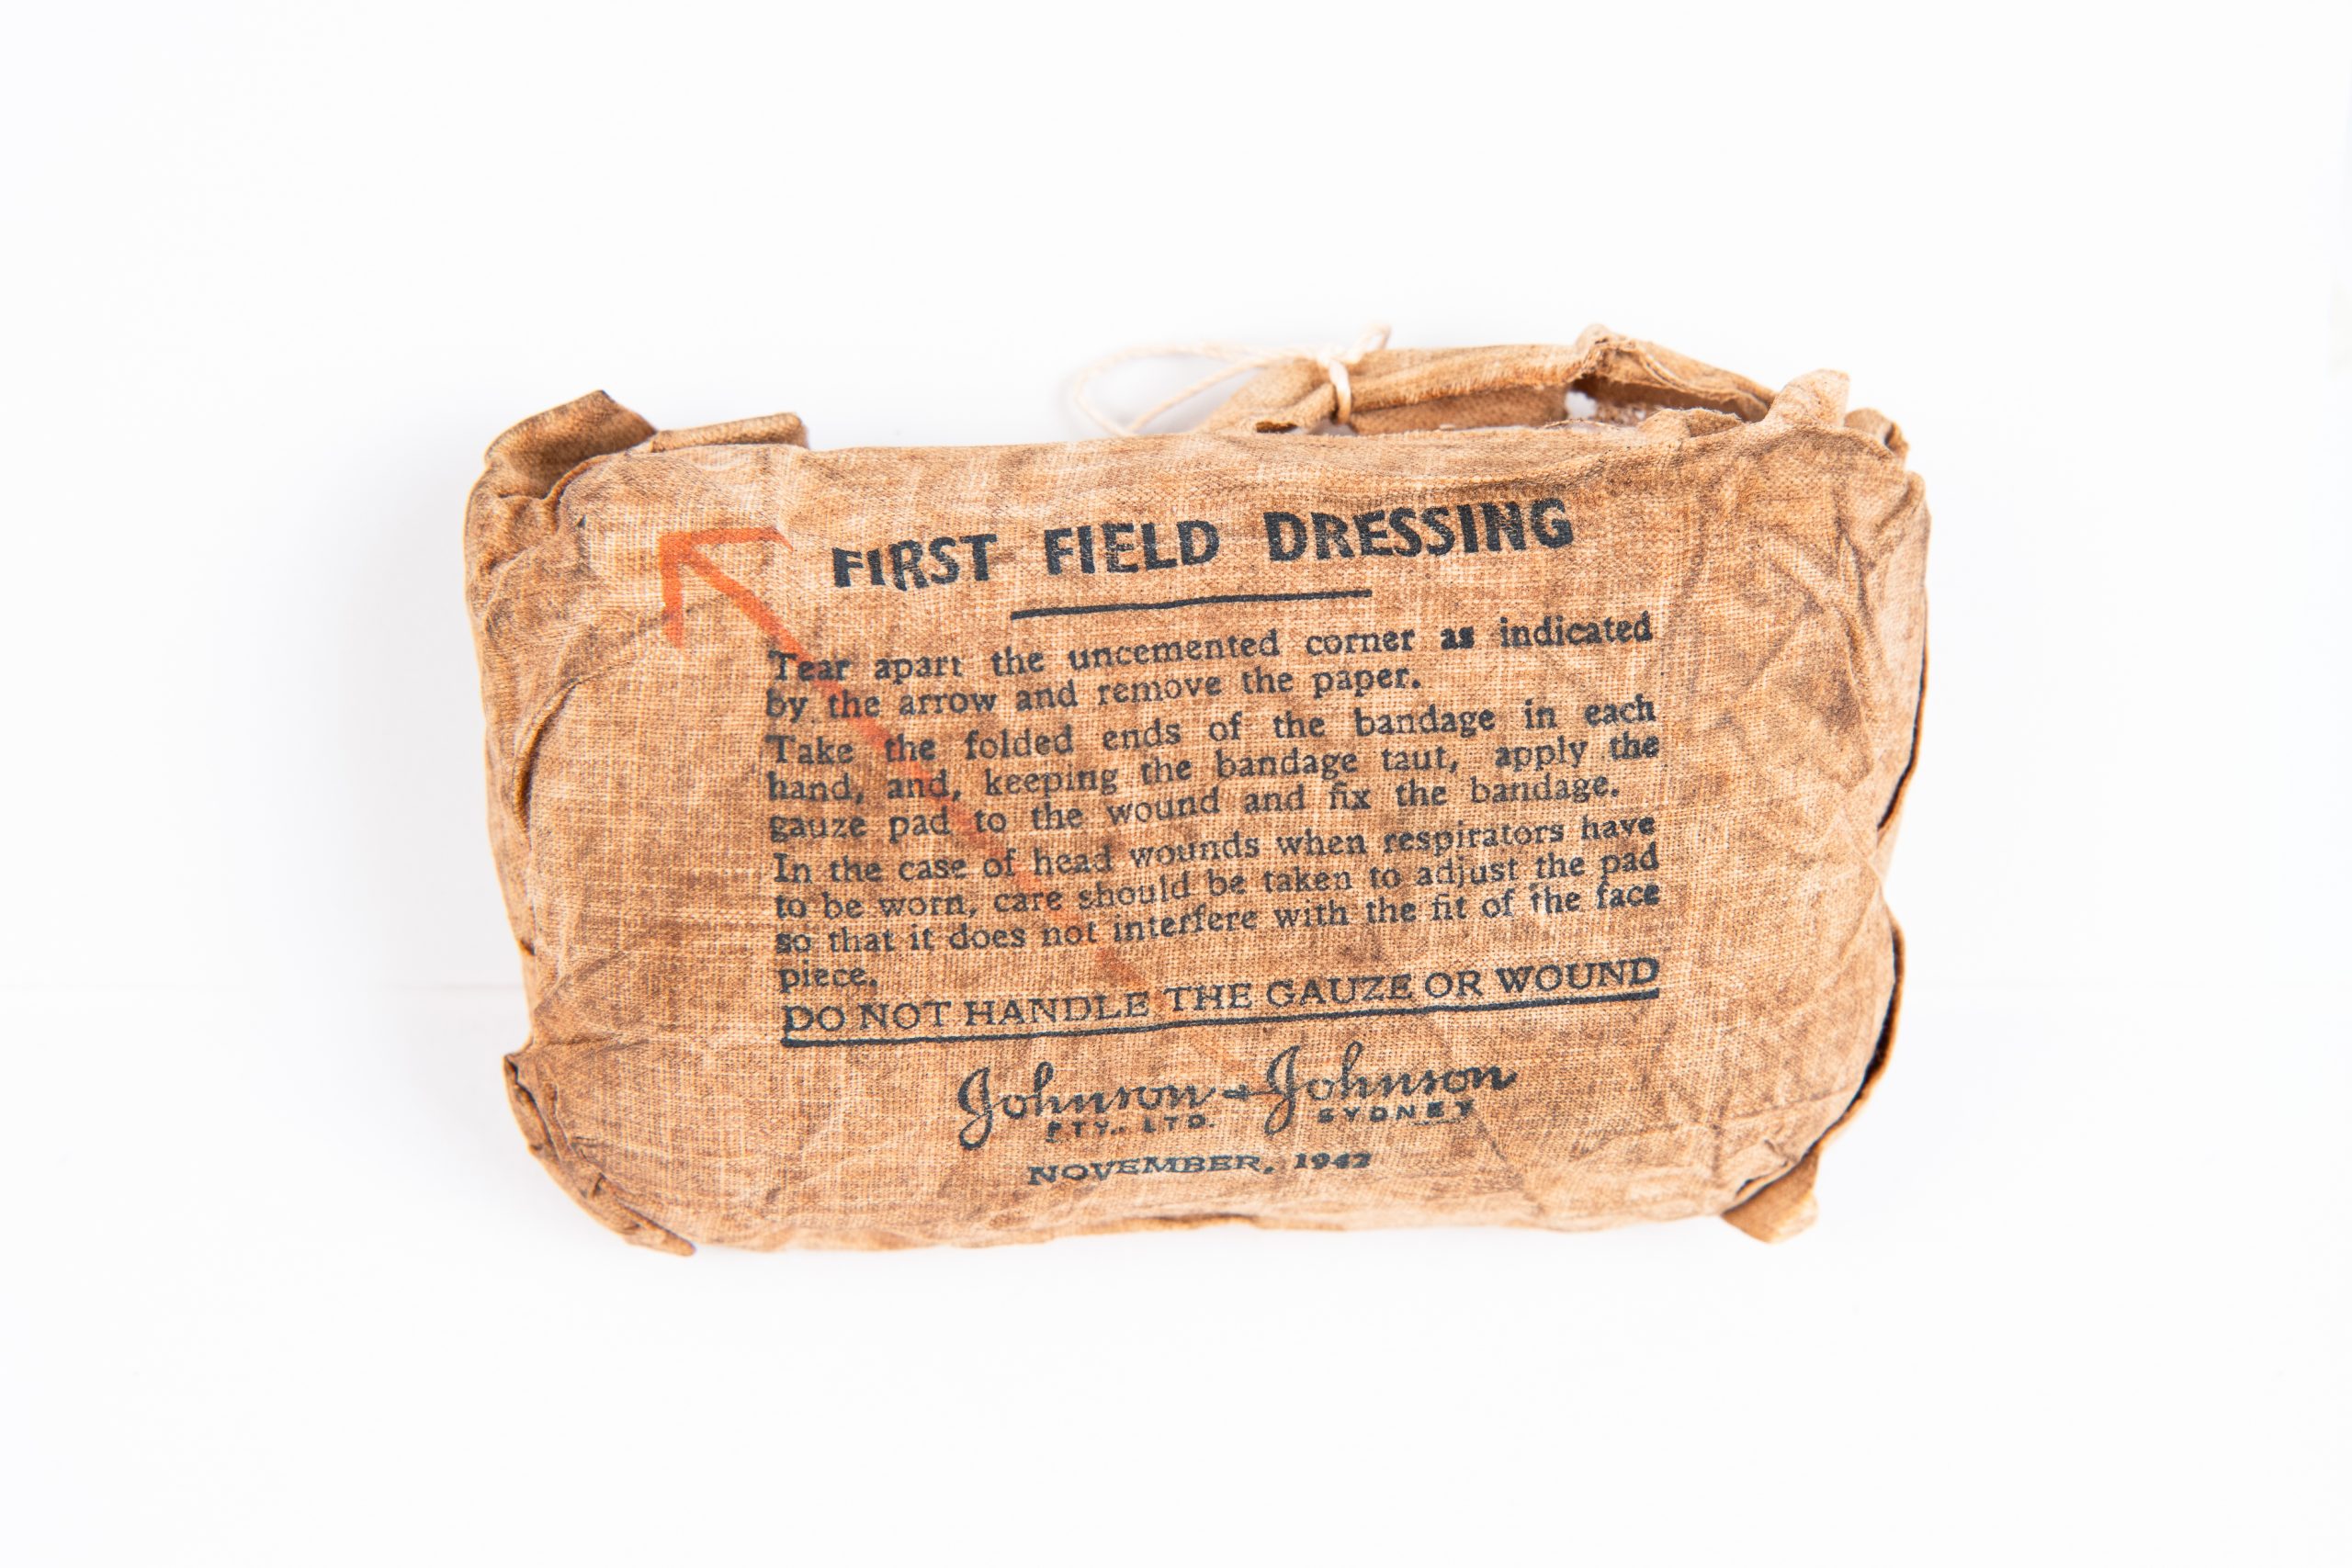 FIRST FIELD DRESSING
Tear apart the uncemented corner as indicated
by the arrow and remove the paper.
Take the folded ends of the bandage in each
hand, and, keeping the bandage taut, apply the
gauze pad to the wound and fix the bandage.
In the case of head wounds when respirators have
to be worn, care should be taken to adjust the pad
so that it does not interfere with the fit of the face
piece.
DO NOT HANDLE THE GAUZE OR WOUND
Johnson & Johnson
PTY. LTD. SYDNEY
NOVEMBER, 1942